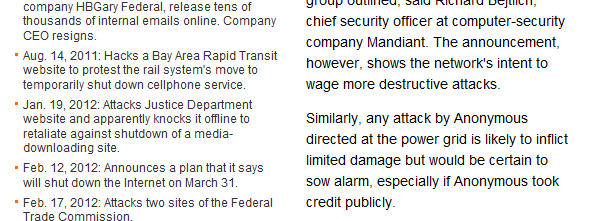 company HBGary Federal, release tens of
thousands of internal emails online. Company
CEO resigns.
Aug. 14, 2011: Hacks a Bay Area Rapid Transit
website to protest the rail system's move to
temporarily shut down cellphone service.
Jan. 19, 2012: Attacks Justice Department
website and apparently knocks it offline to
retaliate against shutdown of a media-
downloading site.
Feb. 12, 2012: Announces a plan that it says
will shut down the Internet on March 31.
Feb. 17, 2012: Attacks two sites of the Federal
Trade Commission.
group outlined, said Richard Bejtlich,
chief security officer at computer-security
company Mandiant. The announcement,
however, shows the network's intent to
wage more destructive attacks.
Similarly, any attack by Anonymous
directed at the power grid is likely to inflict
limited damage but would be certain to
sow alarm, especially if Anonymous took
credit publicly.